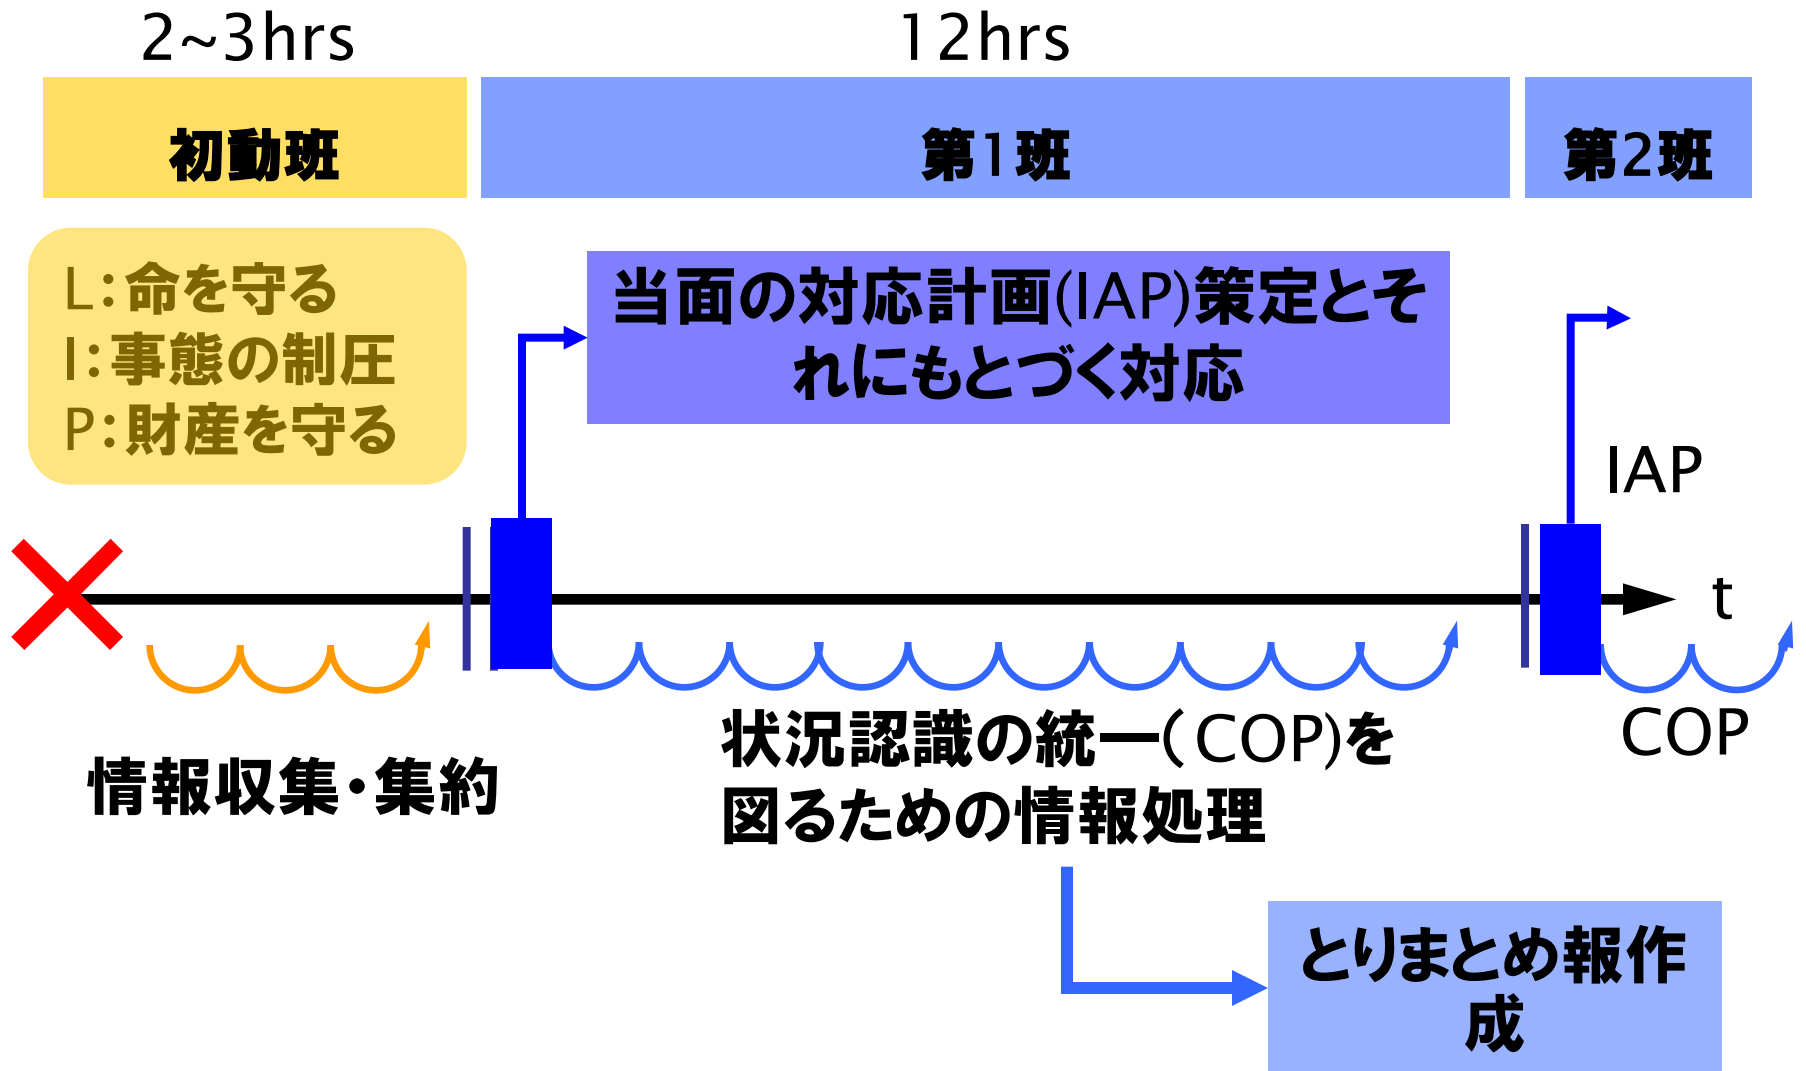 2~3hrs
12hrs
初動班
第1班
第2班
L:命を守る
I:事態の制圧
P:財産を守る
当面の対応計画(IAP)策定とそ
れにもとづく対応
IAP
t
情報収集・集約
状況認識の統一(COP)を
図るための情報処理
COP
とりまとめ報作
成